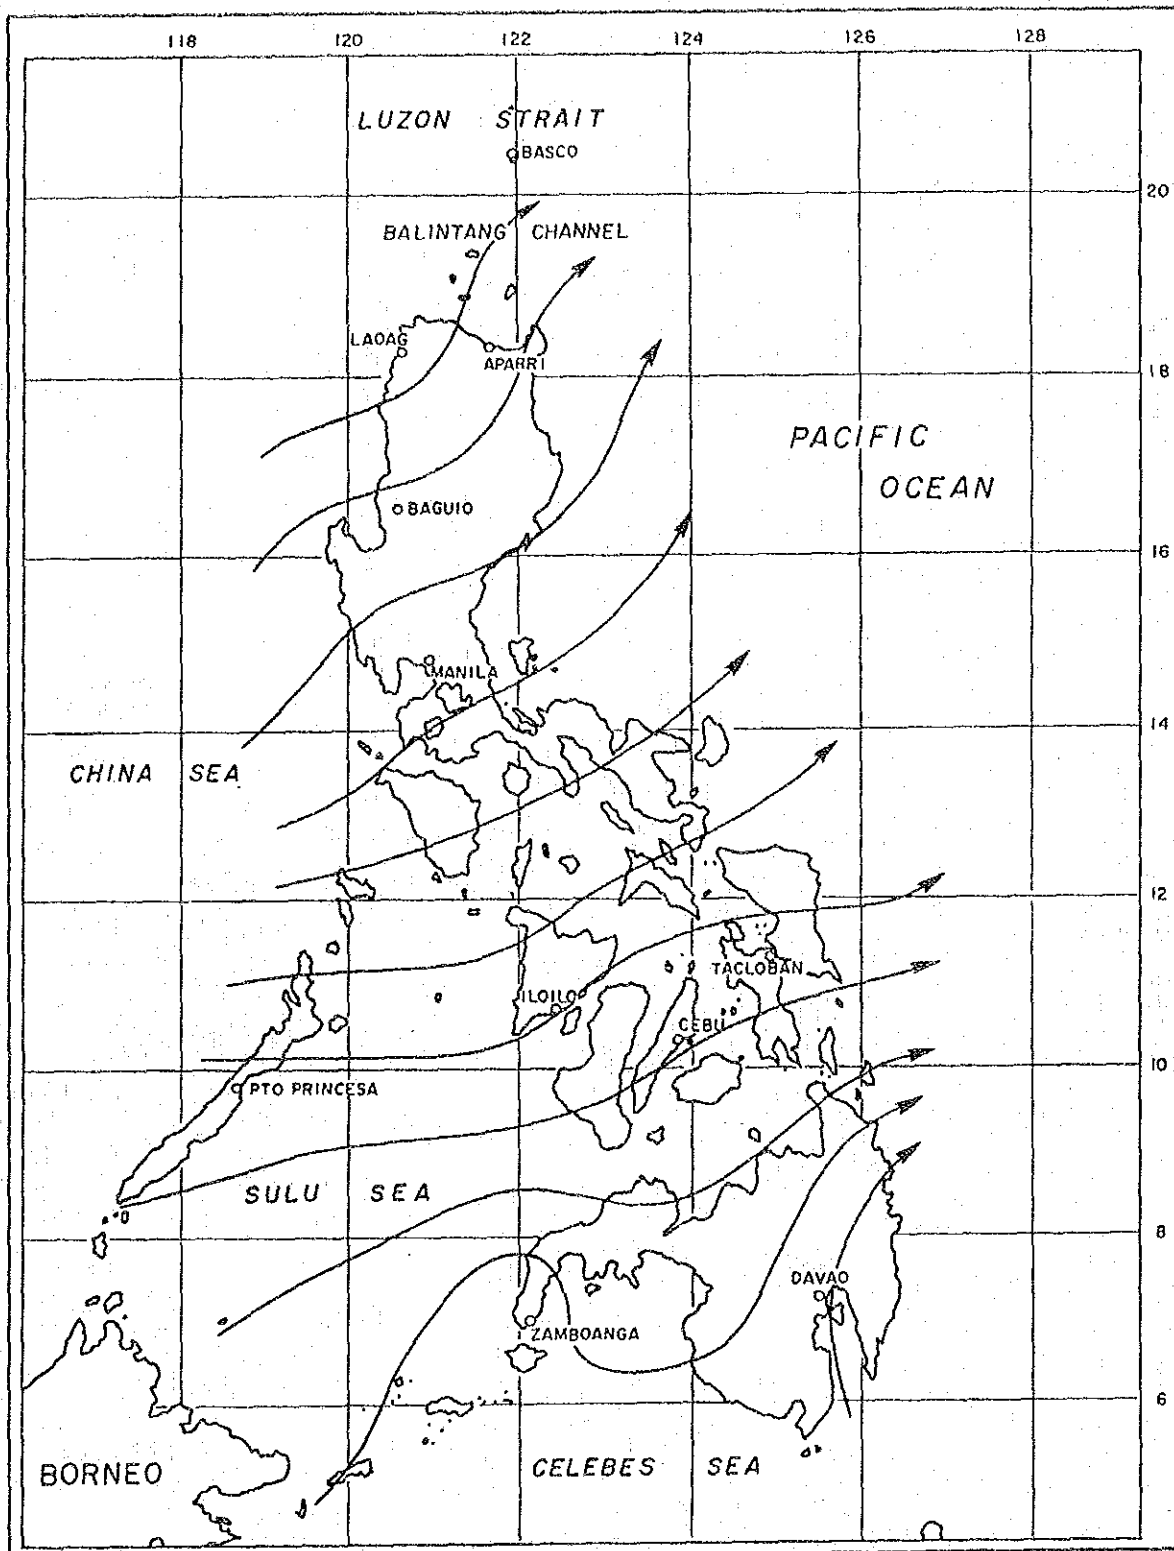 118 120 122 124 126 128
LUZON STRAIT
BASCO
20
BALINTANG CHANNEL
LAOAG
APARRI
18
PACIFIC
OCEAN
BAGUIO
16
MANILA
14
CHINA SEA
12
TACLOBAN
ILOILO
CEBU
10
PTO PRINCESA
SULU SEA
8
DAVAO
ZAMBOANGA
6
BORNEO
CELEBES SEA